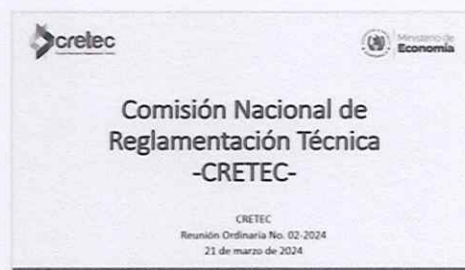 cretec
Ministerio de
Economía
Comisión Nacional de
Reglamentación Técnica
-CRETEC-
CRETEC
Reunión Ordinaria No. 02-2024
21 de marzo de 2024